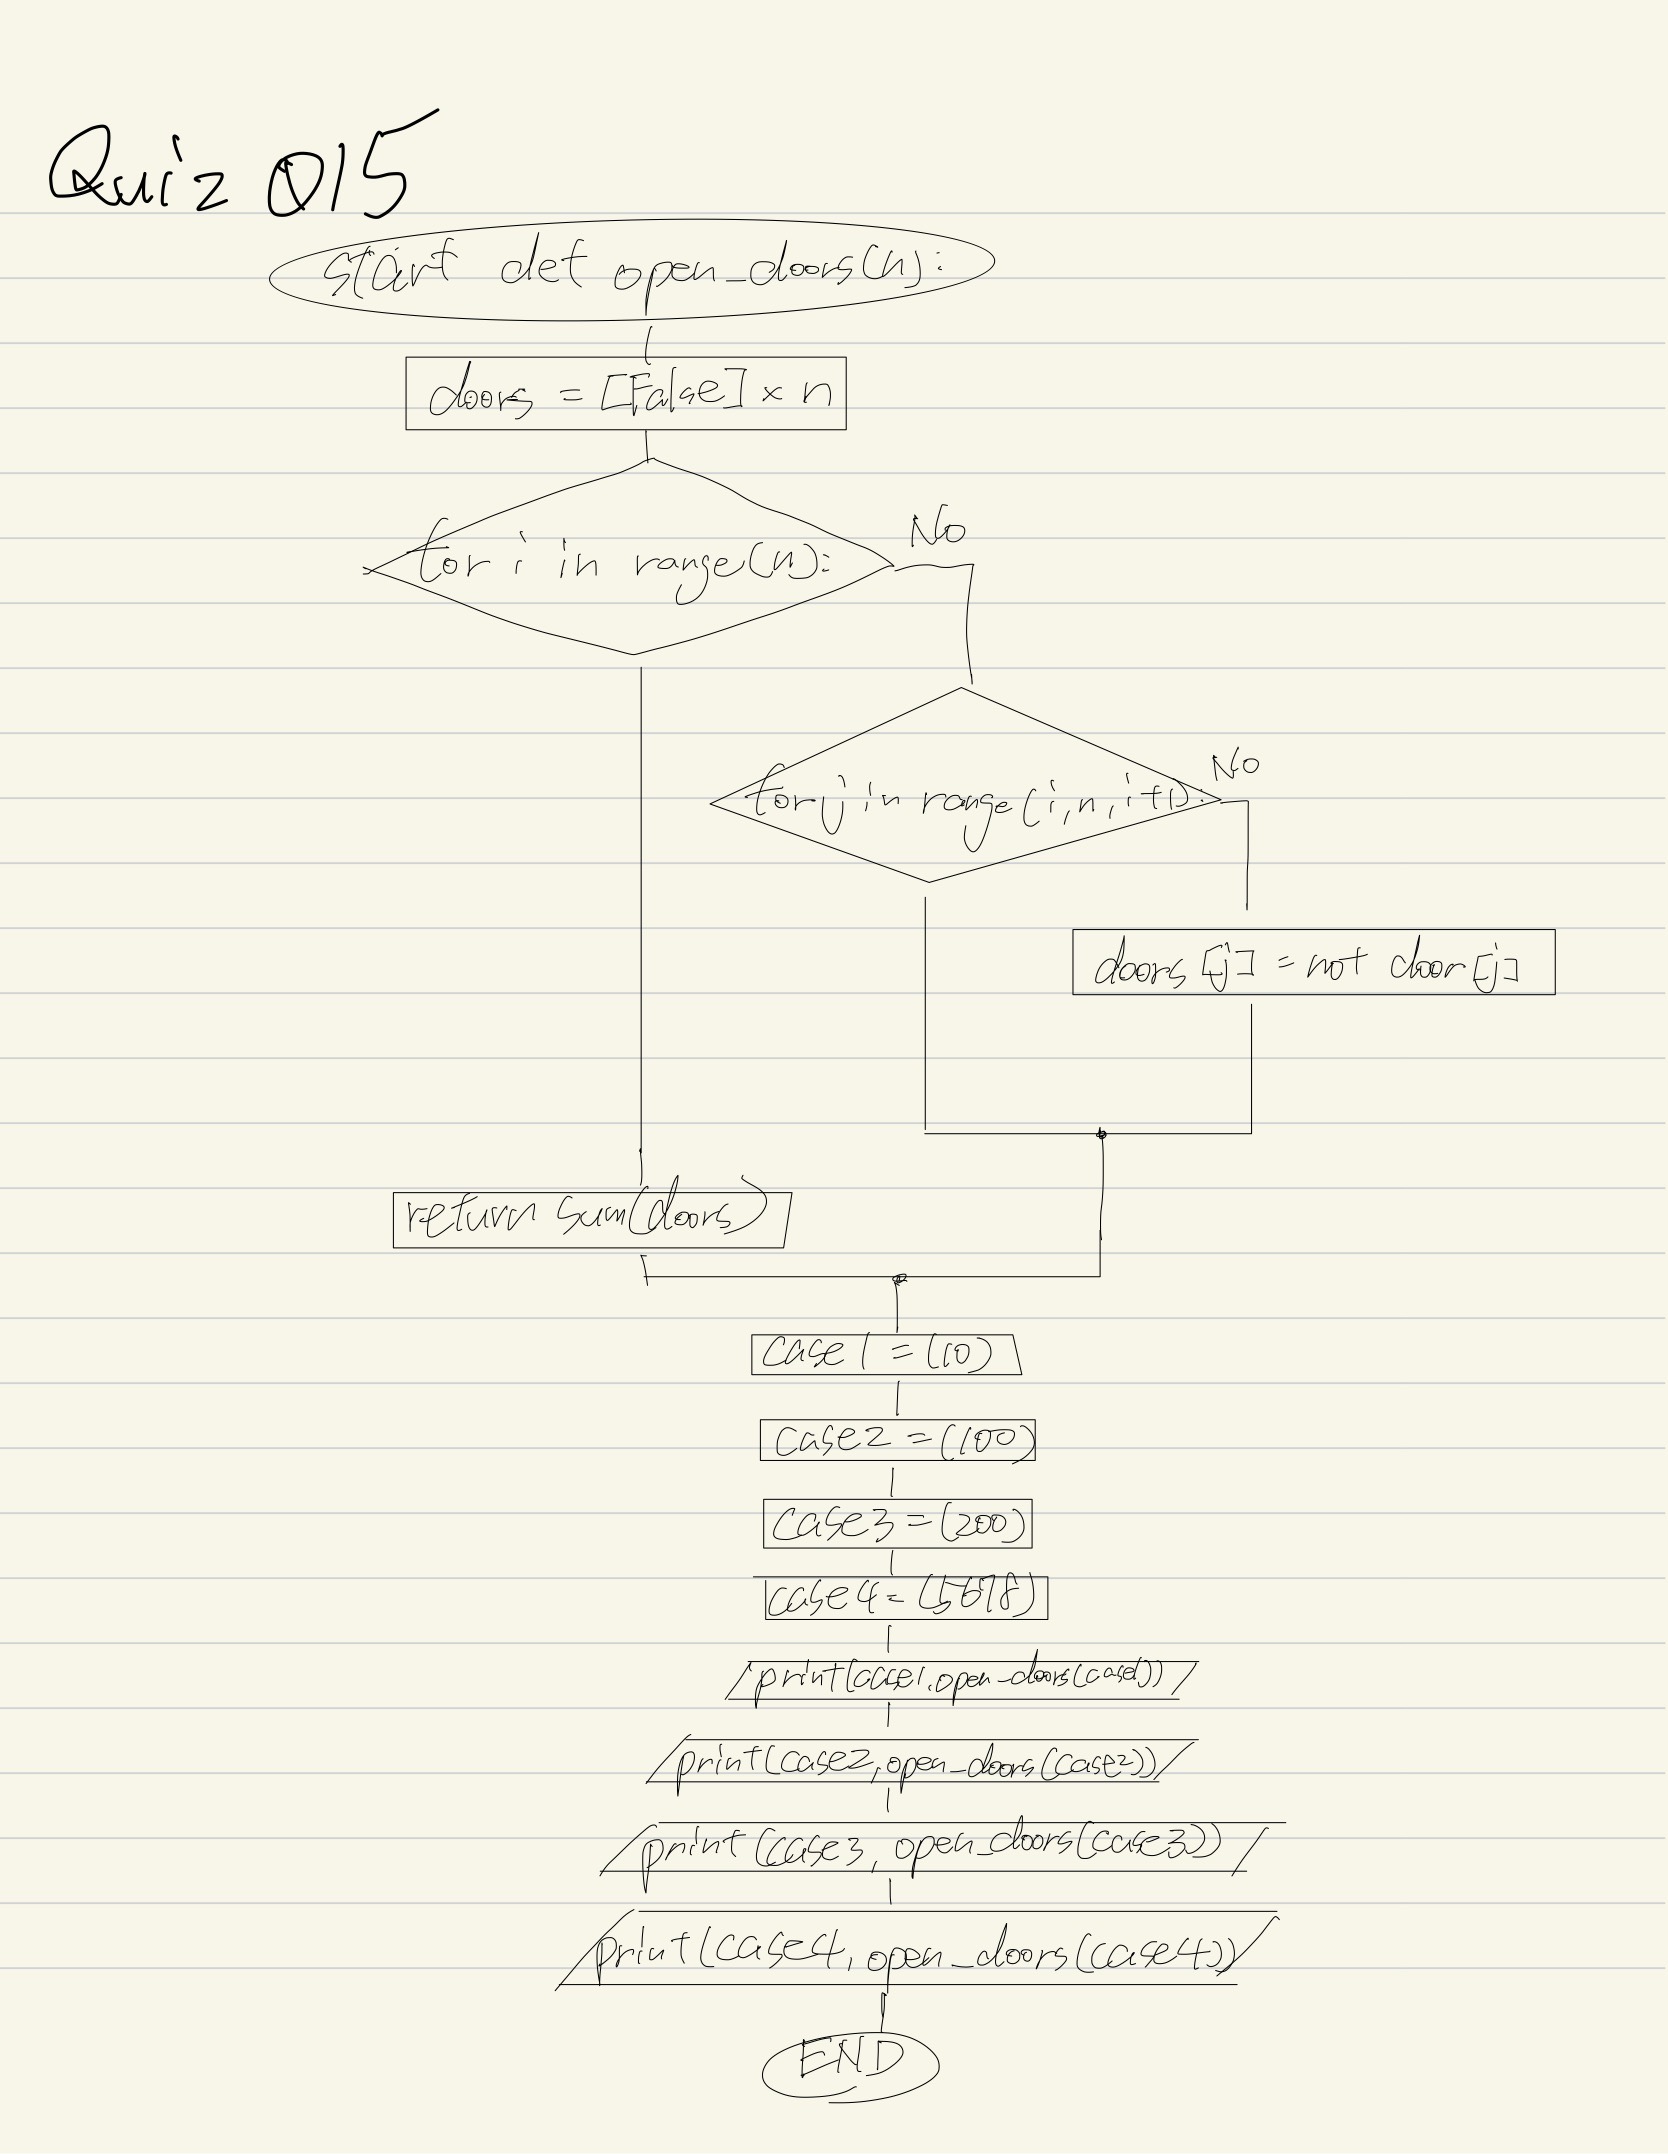 Quiz 015
start def open_doors(n):
doors = [False] × n
for i in range(n):
No
for j in range(i,n,i+1):
No
doors[j] = not door[j]
return sum(doors)
case1 = (10)
case2 = (100)
case3 = (200)
case4 = (5678)
print(case1,open_doors(case1))
print(case2,open_doors(case2))
print(case3, open_doors(case3))
print(case4, open_doors(case4))
END